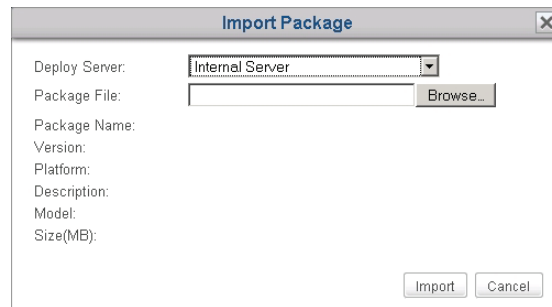 Import Package
Deploy Server: Internal Server
Package File: Browse...
Package Name:
Version:
Platform:
Description:
Model:
Size(MB):
Import Cancel